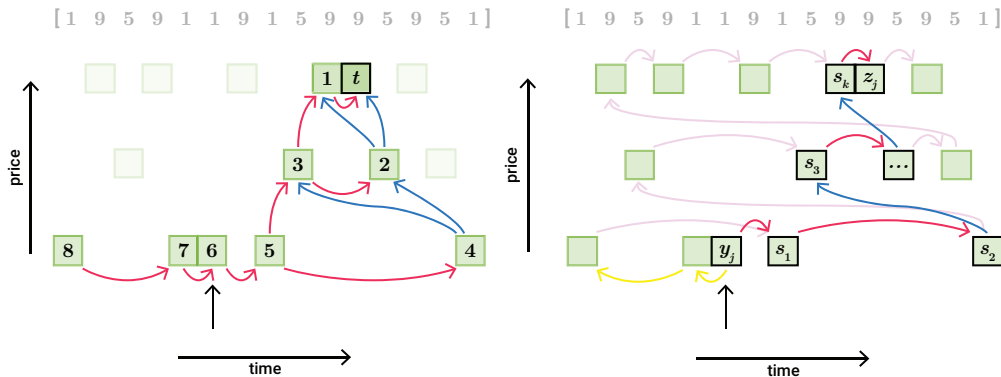 [ 1 9 5 9 1 1 9 1 5 9 9 5 9 5 1 ]
1 t
3 2
8 7 6 5 4
price
time
[ 1 9 5 9 1 1 9 1 5 9 9 5 9 5 1 ]
s_k z_j
s_3 ...
y_j s_1 s_2
price
time